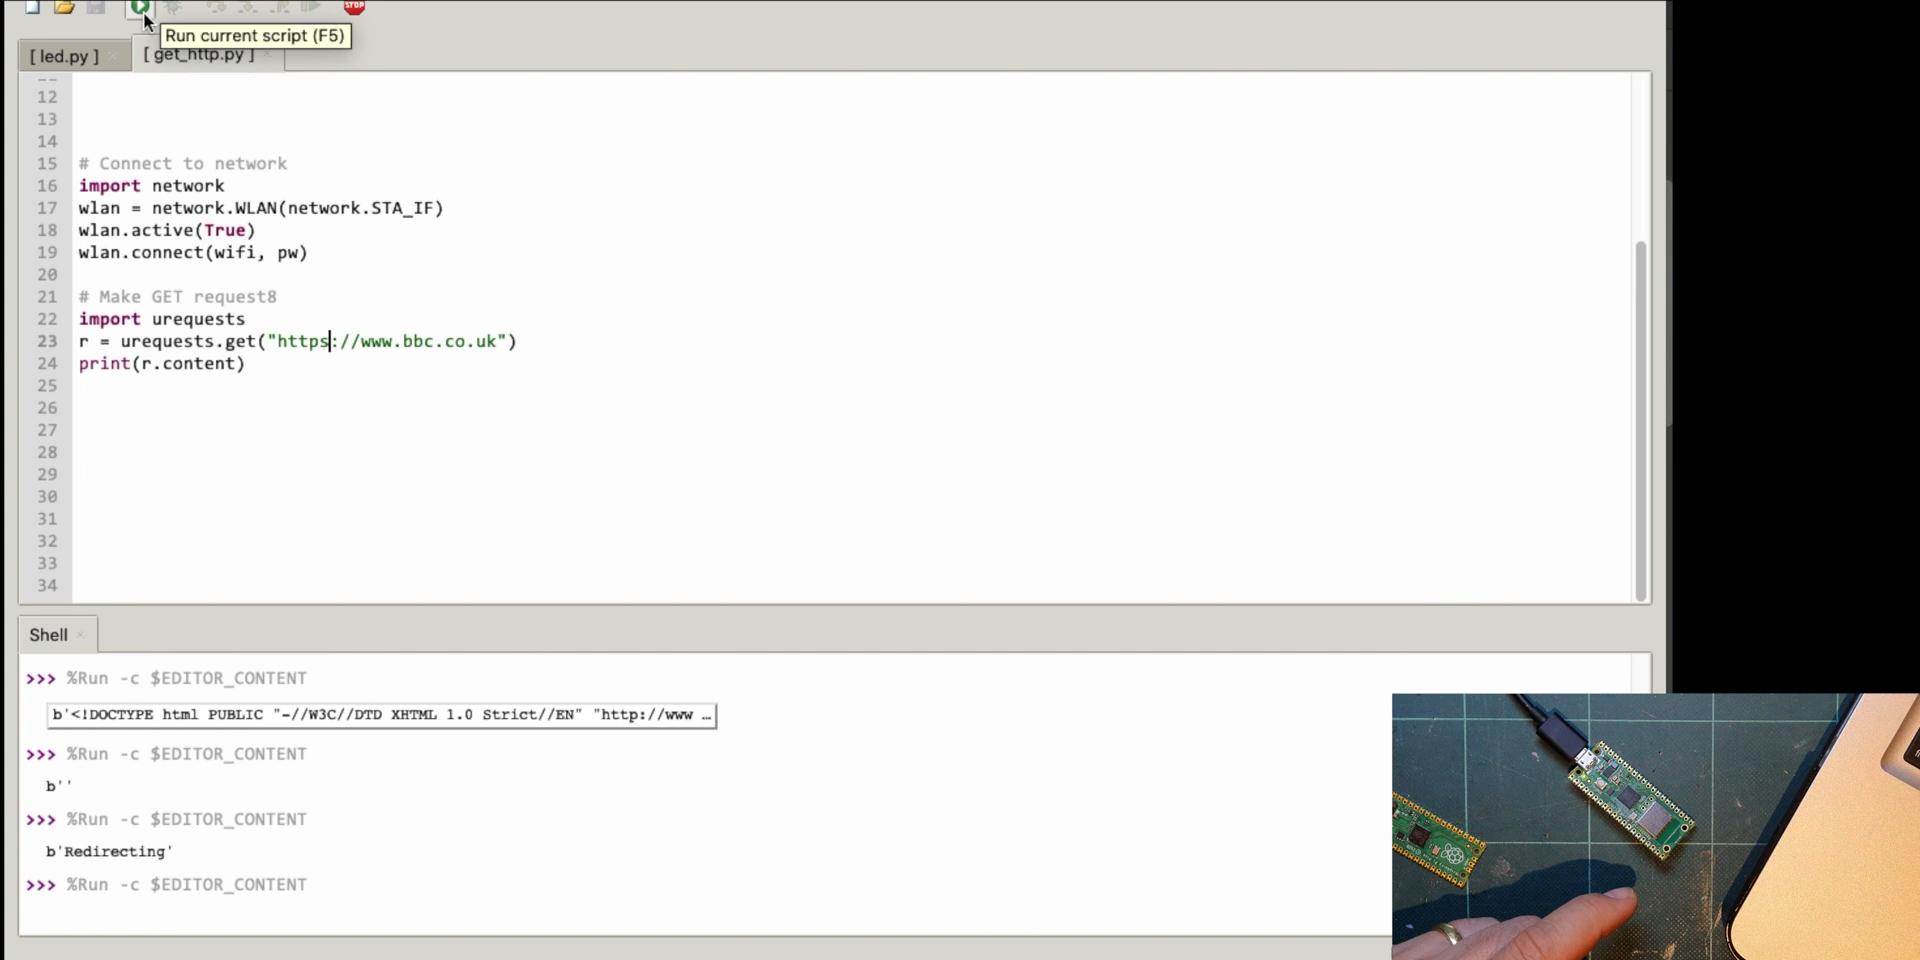 STOP
Run current script (F5)
[ led.py ]
[ get_http.py ]
12
13
14
15 # Connect to network
16 import network
17 wlan = network.WLAN(network.STA_IF)
18 wlan.active(True)
19 wlan.connect(wifi, pw)
20
21 # Make GET request8
22 import urequests
23 r = urequests.get("https://www.bbc.co.uk")
24 print(r.content)
25
26
27
28
29
30
31
32
33
34
Shell
>>> %Run -c $EDITOR_CONTENT
b'<!DOCTYPE html PUBLIC "-//W3C//DTD XHTML 1.0 Strict//EN" "http://www …
>>> %Run -c $EDITOR_CONTENT
b''
>>> %Run -c $EDITOR_CONTENT
b'Redirecting'
>>> %Run -c $EDITOR_CONTENT